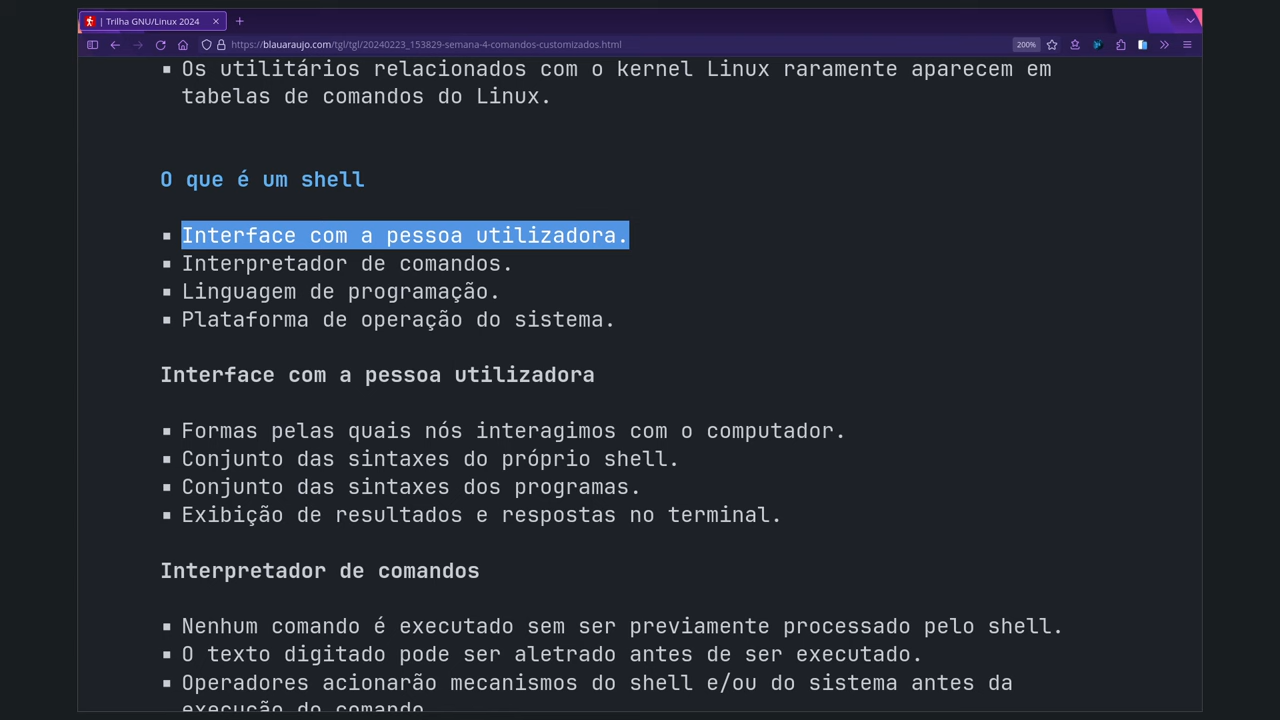 | Trilha GNU/Linux 2024
https://blauaraujo.com/tgl/tgl/20240223_153829-semana-4-comandos-customizados.html
200%
Os utilitários relacionados com o kernel Linux raramente aparecem em
tabelas de comandos do Linux.
O que é um shell
Interface com a pessoa utilizadora.
Interpretador de comandos.
Linguagem de programação.
Plataforma de operação do sistema.
Interface com a pessoa utilizadora
Formas pelas quais nós interagimos com o computador.
Conjunto das sintaxes do próprio shell.
Conjunto das sintaxes dos programas.
Exibição de resultados e respostas no terminal.
Interpretador de comandos
Nenhum comando é executado sem ser previamente processado pelo shell.
O texto digitado pode ser aletrado antes de ser executado.
Operadores acionarão mecanismos do shell e/ou do sistema antes da
execução do comando.